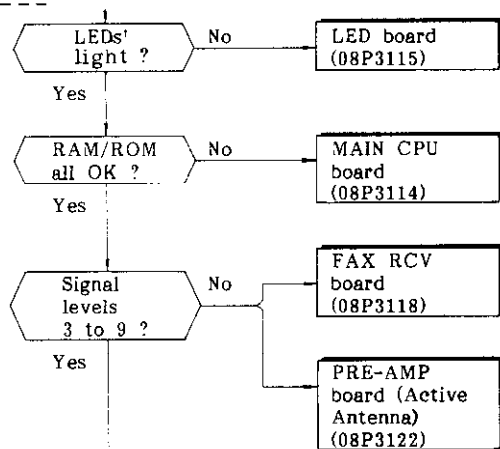 LEDs† light ?
No
LED board
(08P3115)
Yes
RAM/ROM
all OK ?
No
MAIN CPU
board
(08P3114)
Yes
Signal
levels
3 to 9 ?
No
FAX RCV
board
(08P3118)
Yes
PRE-AMP
board (Active
Antenna)
(08P3122)